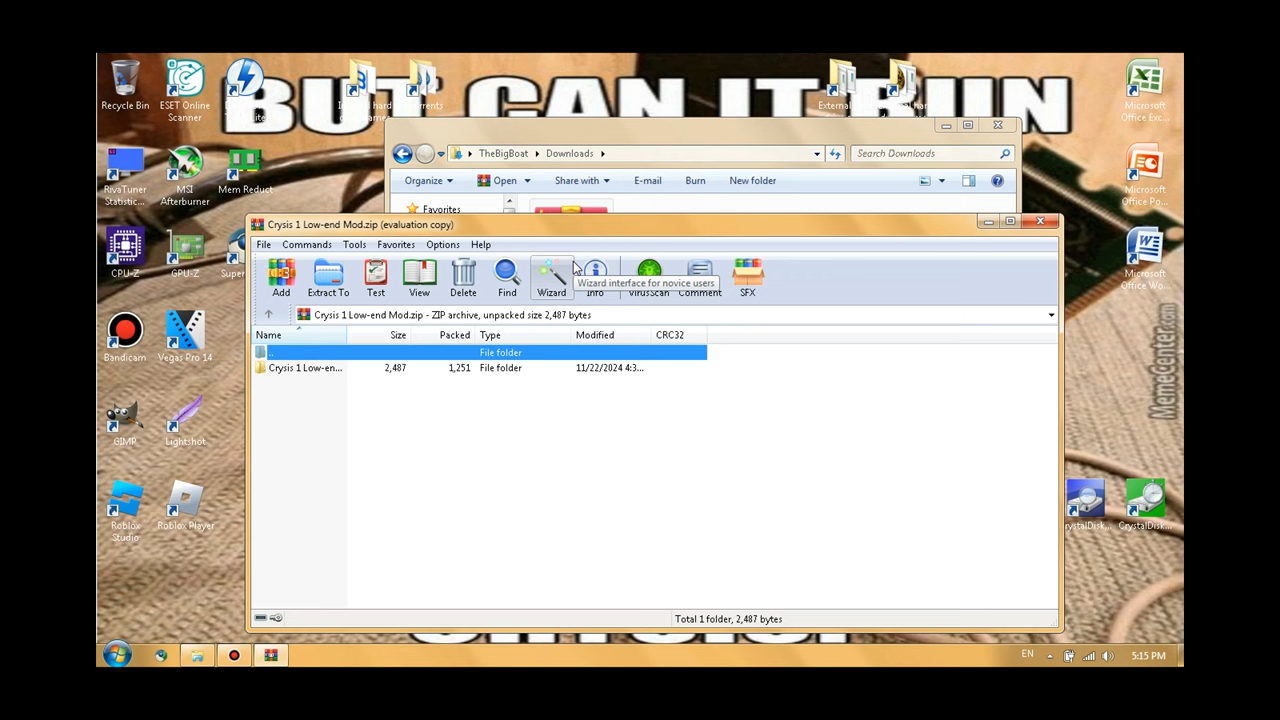 BUT CAN IT RUN
Recycle Bin
ESET Online
Scanner
RivaTuner
Statistic...
MSI
Afterburner
Mem Reduct
CPU-Z
GPU-Z
Super
Bandicam
Vegas Pro 14
GIMP
Lightshot
Roblox
Studio
Roblox Player
Microsoft
Office Exc...
Microsoft
Office Po...
Microsoft
Office Wo...
CrystalDisk...
MemeCenter.com
TheBigBoat
Downloads
Search Downloads
Organize
Open
Share with
E-mail
Burn
New folder
Favorites
Crysis 1 Low-end Mod.zip (evaluation copy)
File Commands Tools Favorites Options Help
Add Extract To Test View Delete Find Wizard Info VirusScan Comment SFX
Wizard interface for novice users
Crysis 1 Low-end Mod.zip - ZIP archive, unpacked size 2,487 bytes
Name Size Packed Type Modified CRC32
.. File folder
Crysis 1 Low-en... 2,487 1,251 File folder 11/22/2024 4:3...
Total 1 folder, 2,487 bytes
EN
5:15 PM